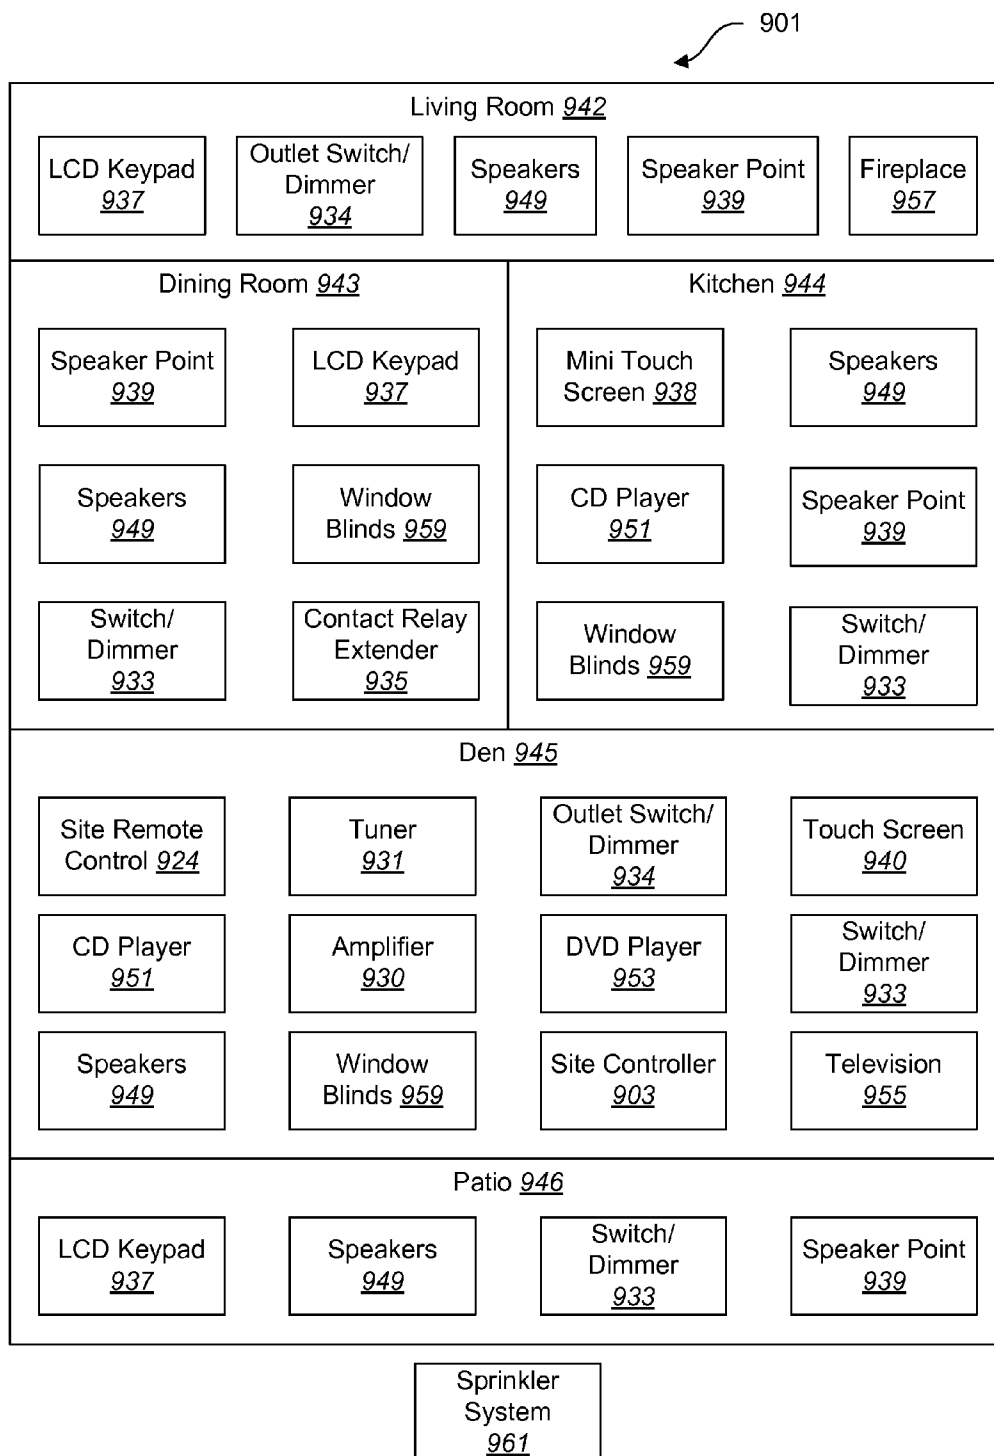 901
Living Room 942
LCD Keypad
937
Outlet Switch/
Dimmer
934
Speakers
949
Speaker Point
939
Fireplace
957
Dining Room 943
Speaker Point
939
LCD Keypad
937
Speakers
949
Window
Blinds 959
Switch/
Dimmer
933
Contact Relay
Extender
935
Kitchen 944
Mini Touch
Screen 938
Speakers
949
CD Player
951
Speaker Point
939
Window
Blinds 959
Switch/
Dimmer
933
Den 945
Site Remote
Control 924
Tuner
931
Outlet Switch/
Dimmer
934
Touch Screen
940
CD Player
951
Amplifier
930
DVD Player
953
Switch/
Dimmer
933
Speakers
949
Window
Blinds 959
Site Controller
903
Television
955
Patio 946
LCD Keypad
937
Speakers
949
Switch/
Dimmer
933
Speaker Point
939
Sprinkler
System
961